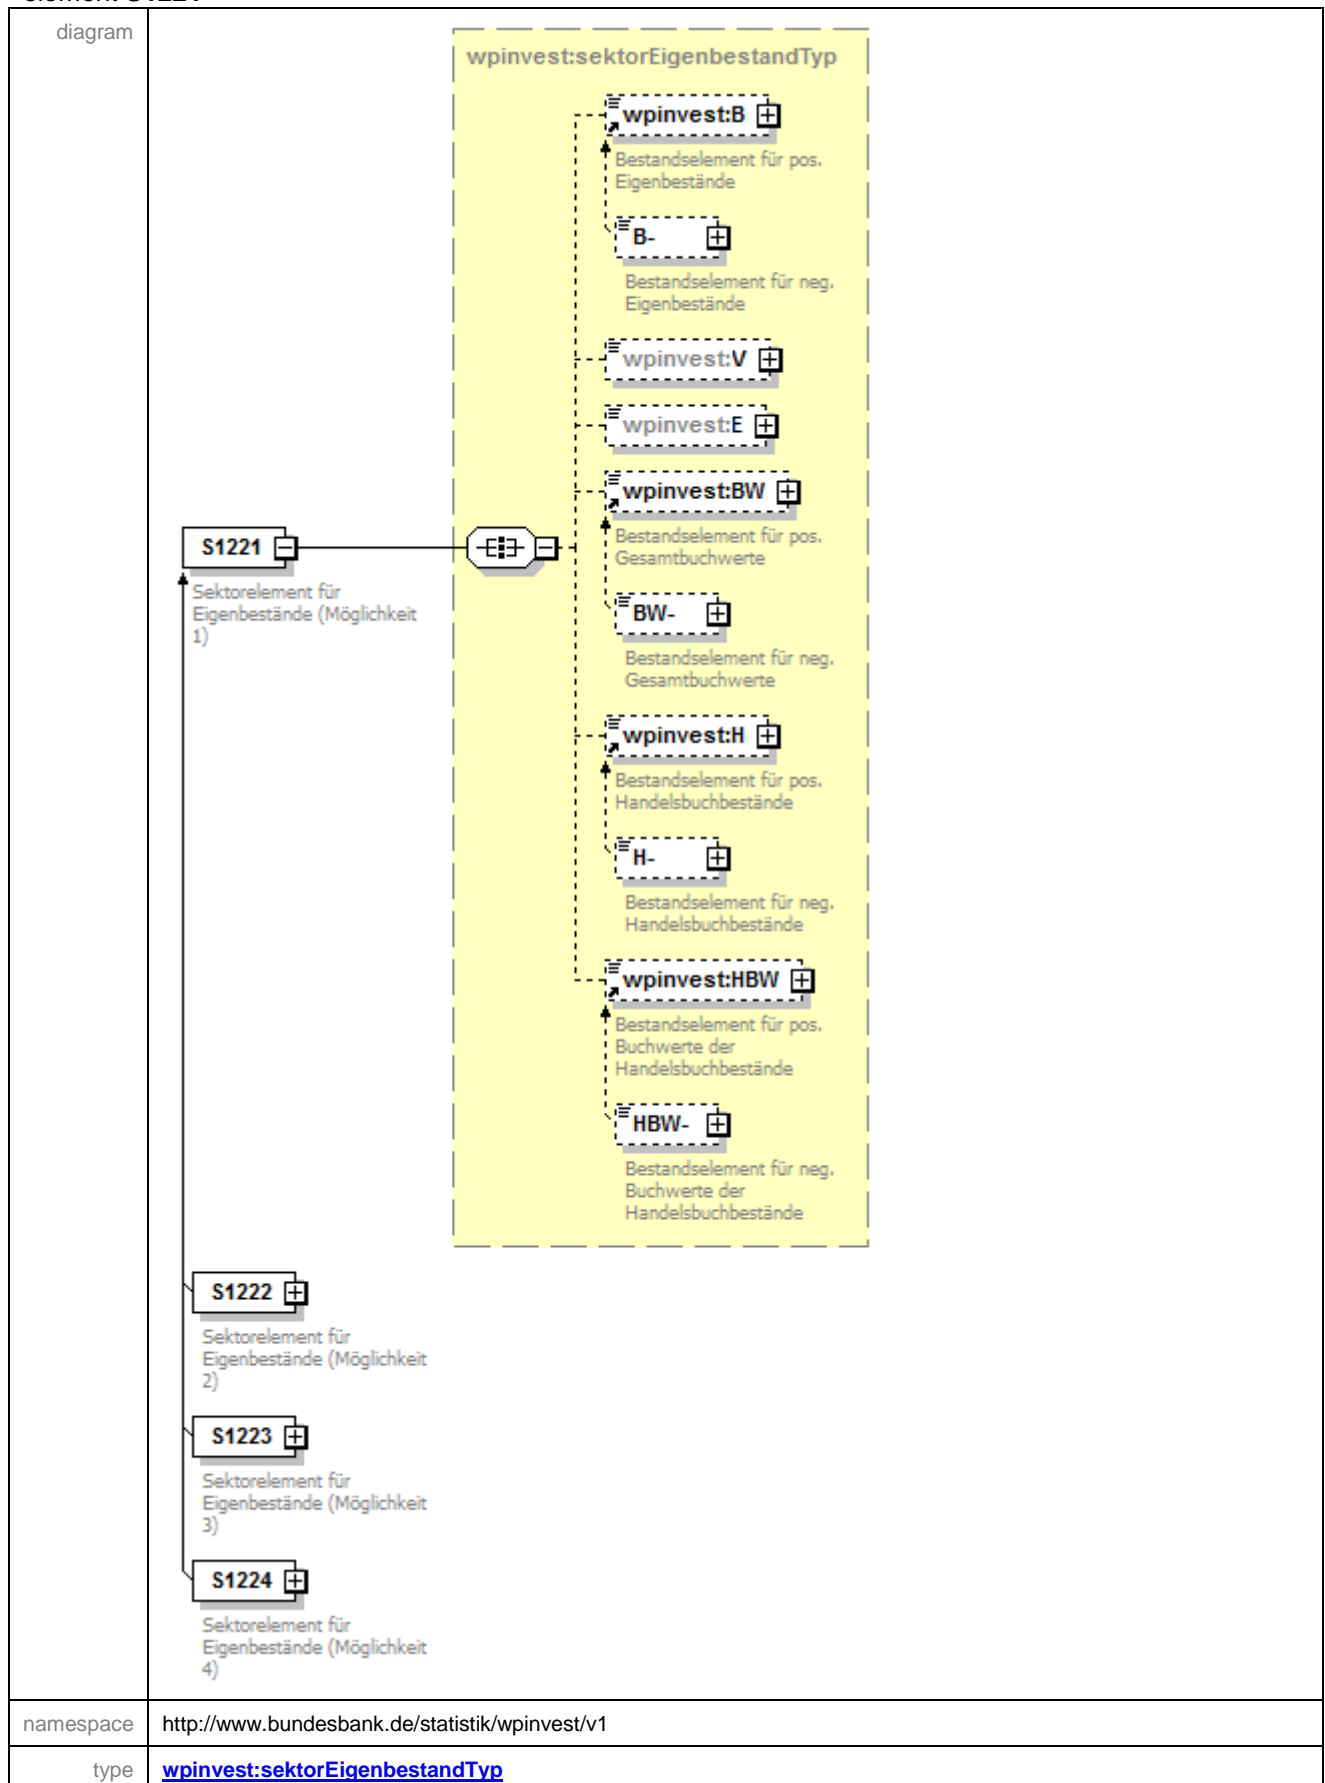 element S1221
diagram
wpinvest:sektorEigenbestandTyp
wpinvest:B
Bestandselement für pos.
Eigenbestände
B-
Bestandselement für neg.
Eigenbestände
wpinvest:V
wpinvest:E
wpinvest:BW
Bestandselement für pos.
Gesamtbuchwerte
S1221
Sektorelement für
Eigenbestände (Möglichkeit
1)
BW-
Bestandselement für neg.
Gesamtbuchwerte
wpinvest:H
Bestandselement für pos.
Handelsbuchbestände
H-
Bestandselement für neg.
Handelsbuchbestände
wpinvest:HBW
Bestandselement für pos.
Buchwerte der
Handelsbuchbestände
HBW-
Bestandselement für neg.
Buchwerte der
Handelsbuchbestände
S1222
Sektorelement für
Eigenbestände (Möglichkeit
2)
S1223
Sektorelement für
Eigenbestände (Möglichkeit
3)
S1224
Sektorelement für
Eigenbestände (Möglichkeit
4)
namespace
http://www.bundesbank.de/statistik/wpinvest/v1
type
wpinvest:sektorEigenbestandTyp